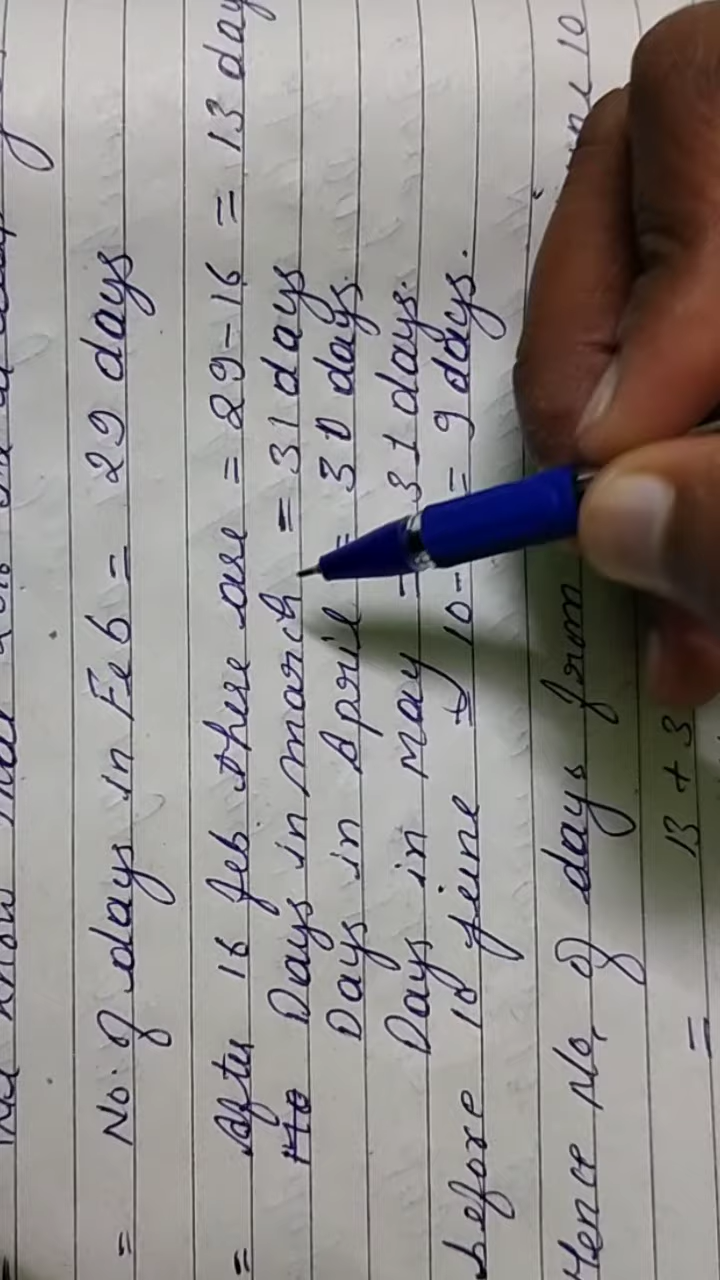 = No. of days in Feb = 29 days
= After 16 feb there are = 29-16 = 13 day
Days in march = 31 days
Days in April = 30 days.
Days in may = 31 days.
before 10 june 10- = 9 days.
Hence No. of days from 10
= 13 + 3